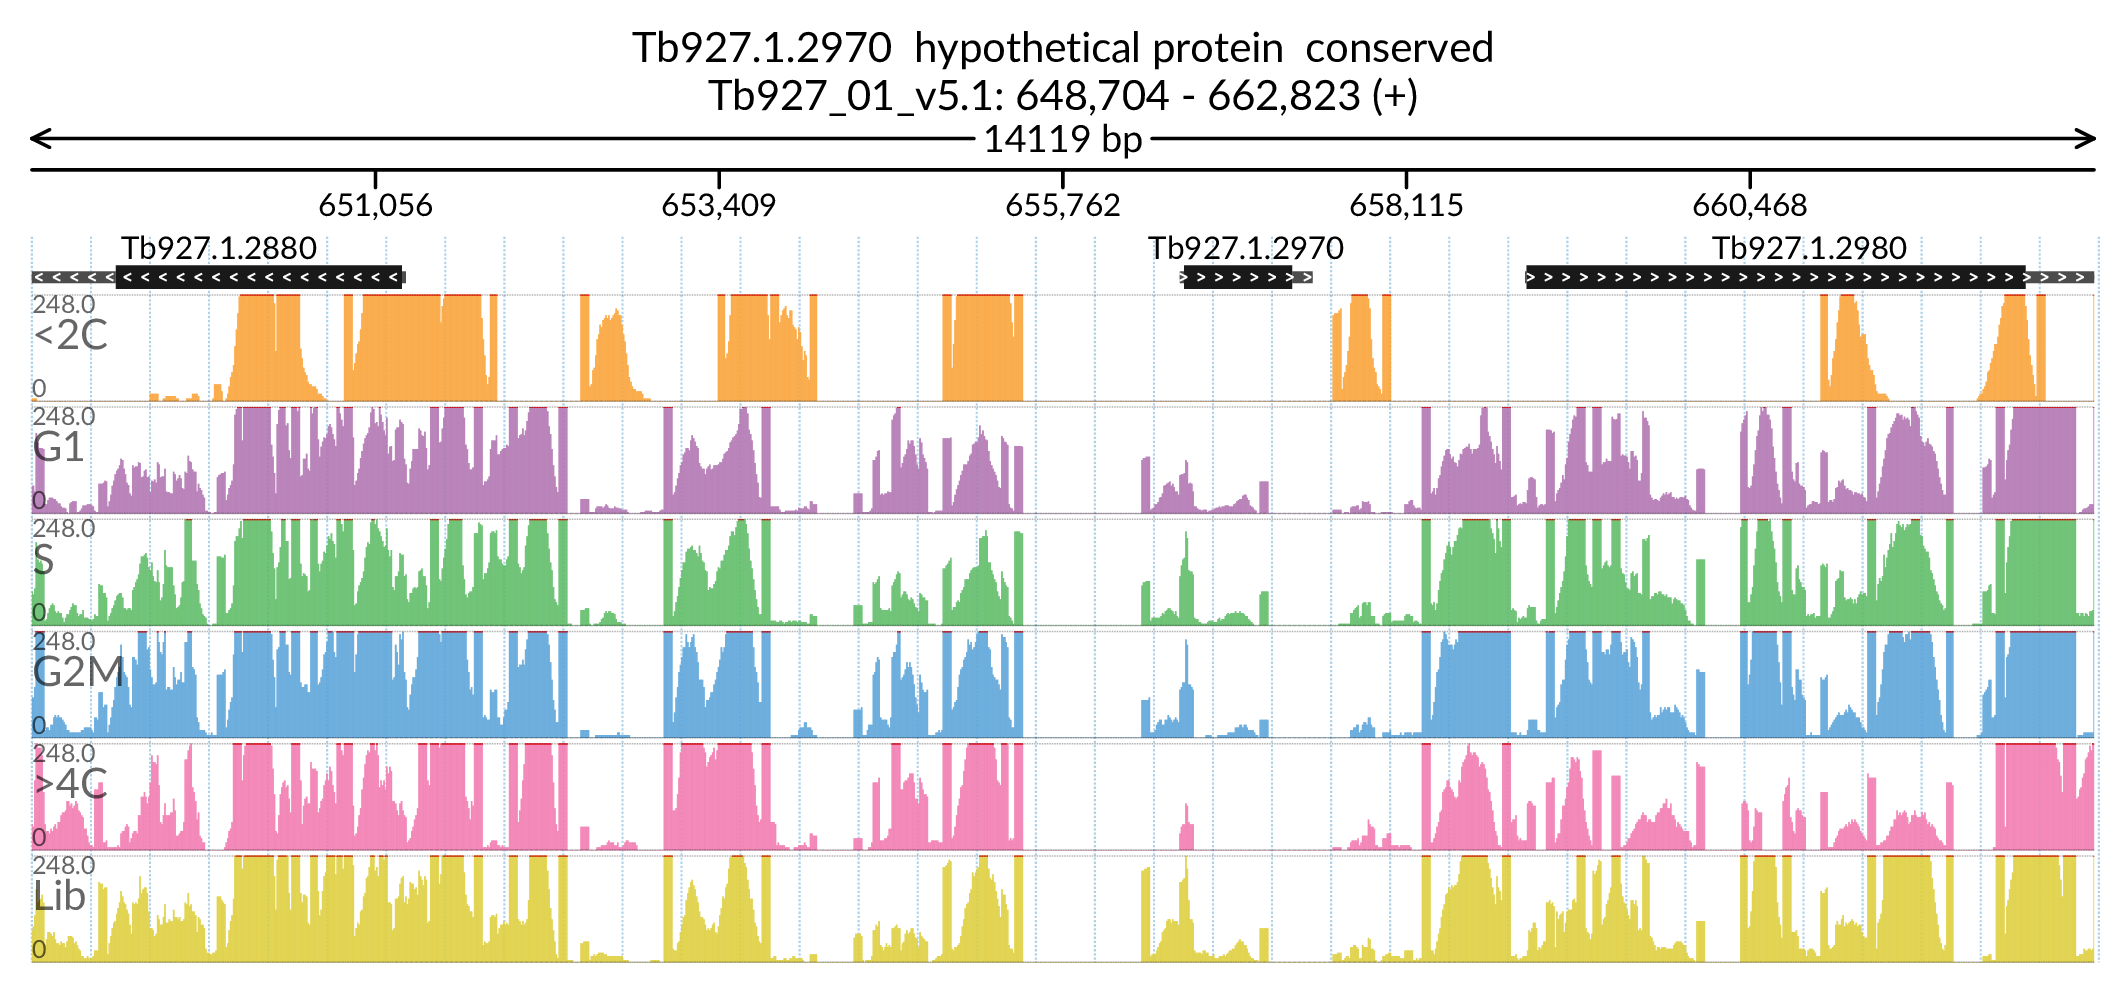 Tb927.1.2970 hypothetical protein conserved
Tb927_01_v5.1: 648,704 - 662,823 (+)
14119 bp
651,056 653,409 655,762 658,115 660,468
Tb927.1.2880 Tb927.1.2970 Tb927.1.2980
248.0
<2C
0
248.0
G1
0
248.0
S
0
248.0
G2M
0
248.0
>4C
0
248.0
Lib
0